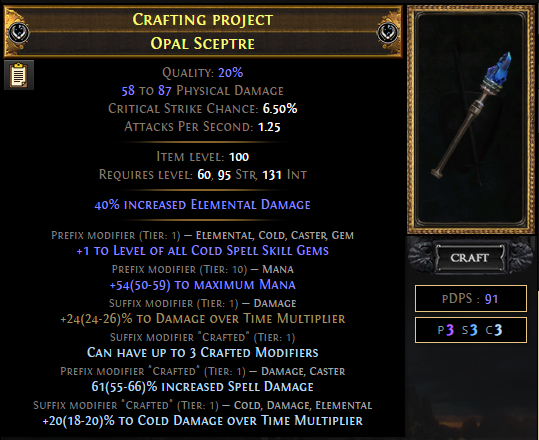 Crafting project
Opal Sceptre
Quality: 20%
58 to 87 Physical Damage
Critical Strike Chance: 6.50%
Attacks Per Second: 1.25
Item level: 100
Requires level: 60, 95 Str, 131 Int
40% increased Elemental Damage
Prefix modifier (Tier: 1) — Elemental, Cold, Caster, Gem
+1 to Level of all Cold Spell Skill Gems
Prefix modifier (Tier: 10) — Mana
+54(50-59) to maximum Mana
Suffix modifier (Tier: 1) — Damage
+24(24-26)% to Damage over Time Multiplier
Suffix modifier "Crafted" (Tier: 1)
Can have up to 3 Crafted Modifiers
Prefix modifier "Crafted" (Tier: 1) — Damage, Caster
61(55-66)% increased Spell Damage
Suffix modifier "Crafted" (Tier: 1) — Cold, Damage, Elemental
+20(18-20)% to Cold Damage over Time Multiplier
CRAFT
pDPS : 91
P3 S3 C3